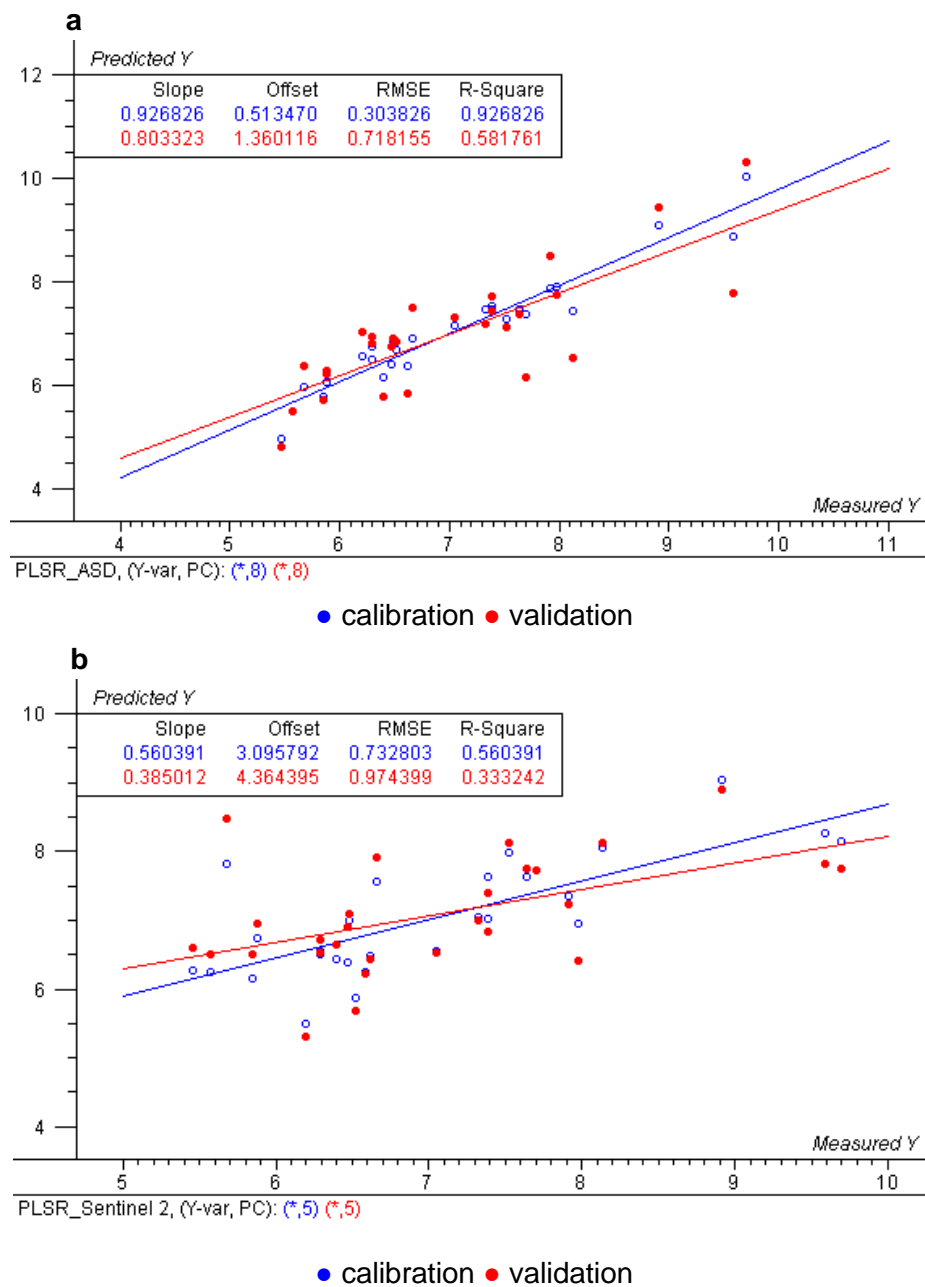 a
Predicted Y
12
Slope Offset RMSE R-Square
0.926826 0.513470 0.303826 0.926826
0.803323 1.360116 0.718155 0.581761
10
8
6
4
Measured Y
4 5 6 7 8 9 10 11
PLSR_ASD, (Y-var, PC): (*,8) (*,8)
calibration validation
b
Predicted Y
10
Slope Offset RMSE R-Square
0.560391 3.095792 0.732803 0.560391
0.385012 4.364395 0.974399 0.333242
8
6
4
Measured Y
5 6 7 8 9 10
PLSR_Sentinel 2, (Y-var, PC): (*,5) (*,5)
calibration validation